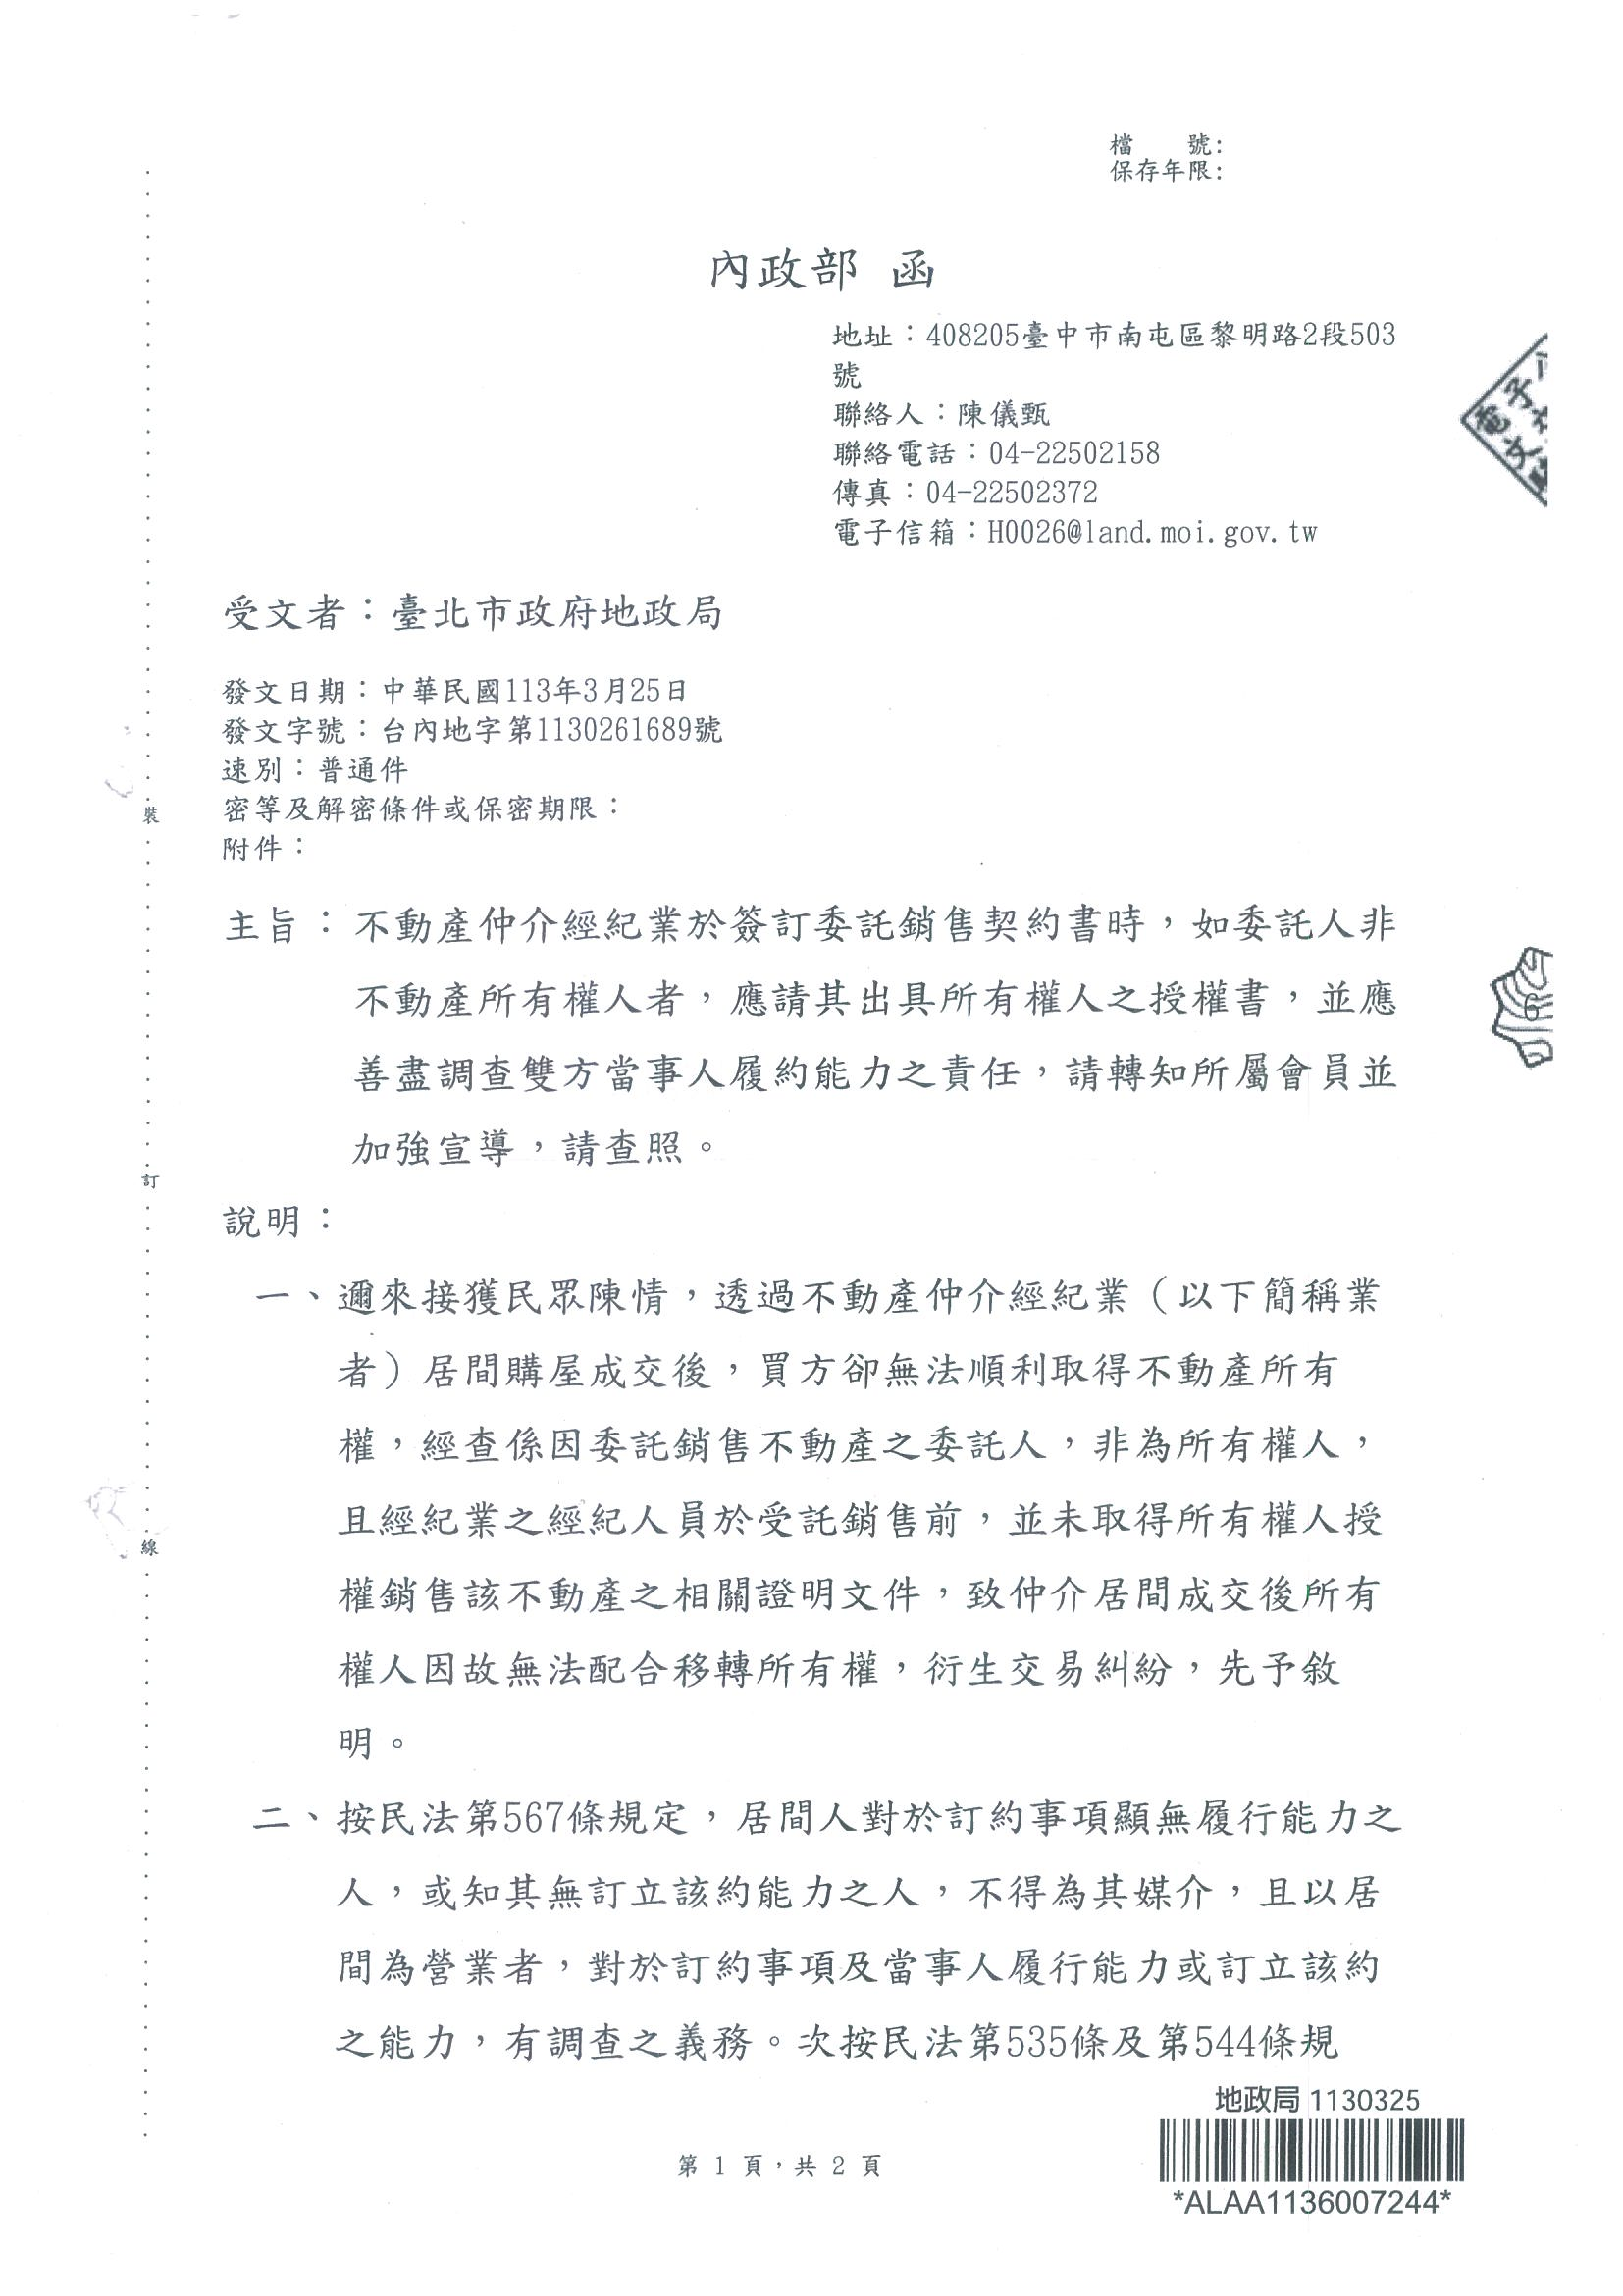 檔　　號:
保存年限:
內政部 函
地址：408205臺中市南屯區黎明路2段503
號
聯絡人：陳儀甄
聯絡電話：04-22502158
傳真：04-22502372
電子信箱：H0026@land.moi.gov.tw
電子
文
受文者：臺北市政府地政局
發文日期：中華民國113年3月25日
發文字號：台內地字第1130261689號
速別：普通件
密等及解密條件或保密期限：
附件：
主旨：不動產仲介經紀業於簽訂委託銷售契約書時，如委託人非
不動產所有權人者，應請其出具所有權人之授權書，並應
善盡調查雙方當事人履約能力之責任，請轉知所屬會員並
加強宣導，請查照。
6
說明：
一、邇來接獲民眾陳情，透過不動產仲介經紀業（以下簡稱業
者）居間購屋成交後，買方卻無法順利取得不動產所有
權，經查係因委託銷售不動產之委託人，非為所有權人，
且經紀業之經紀人員於受託銷售前，並未取得所有權人授
權銷售該不動產之相關證明文件，致仲介居間成交後所有
權人因故無法配合移轉所有權，衍生交易糾紛，先予敘
明。
二、按民法第567條規定，居間人對於訂約事項顯無履行能力之
人，或知其無訂立該約能力之人，不得為其媒介，且以居
間為營業者，對於訂約事項及當事人履行能力或訂立該約
之能力，有調查之義務。次按民法第535條及第544條規
裝
訂
線
地政局 1130325
*ALAA1136007244*
第 1 頁，共 2 頁